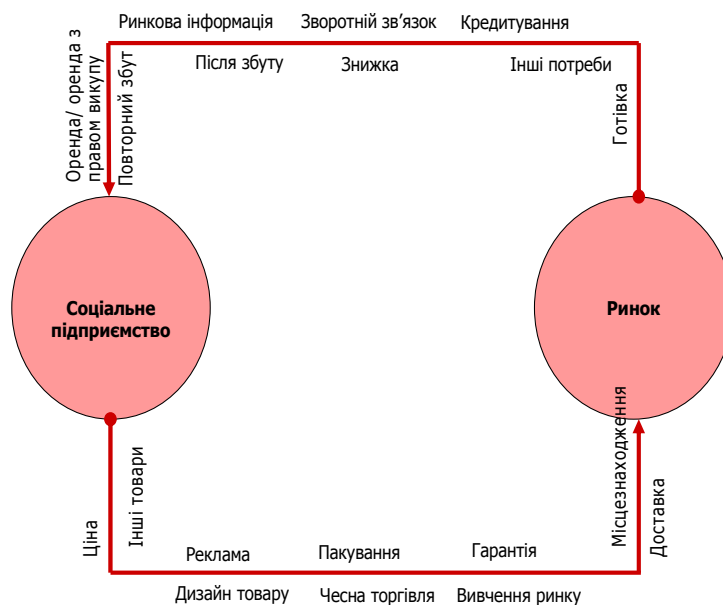 Ринкова інформація Зворотній зв'язок Кредитування
Після збуту Знижка Інші потреби
Оренда/ оренда з
правом викупу
Повторний збут
Готівка
Соціальне
підприємство
Ринок
Ціна
Інші товари
Місцезнаходження
Доставка
Реклама Пакування Гарантія
Дизайн товару Чесна торгівля Вивчення ринку